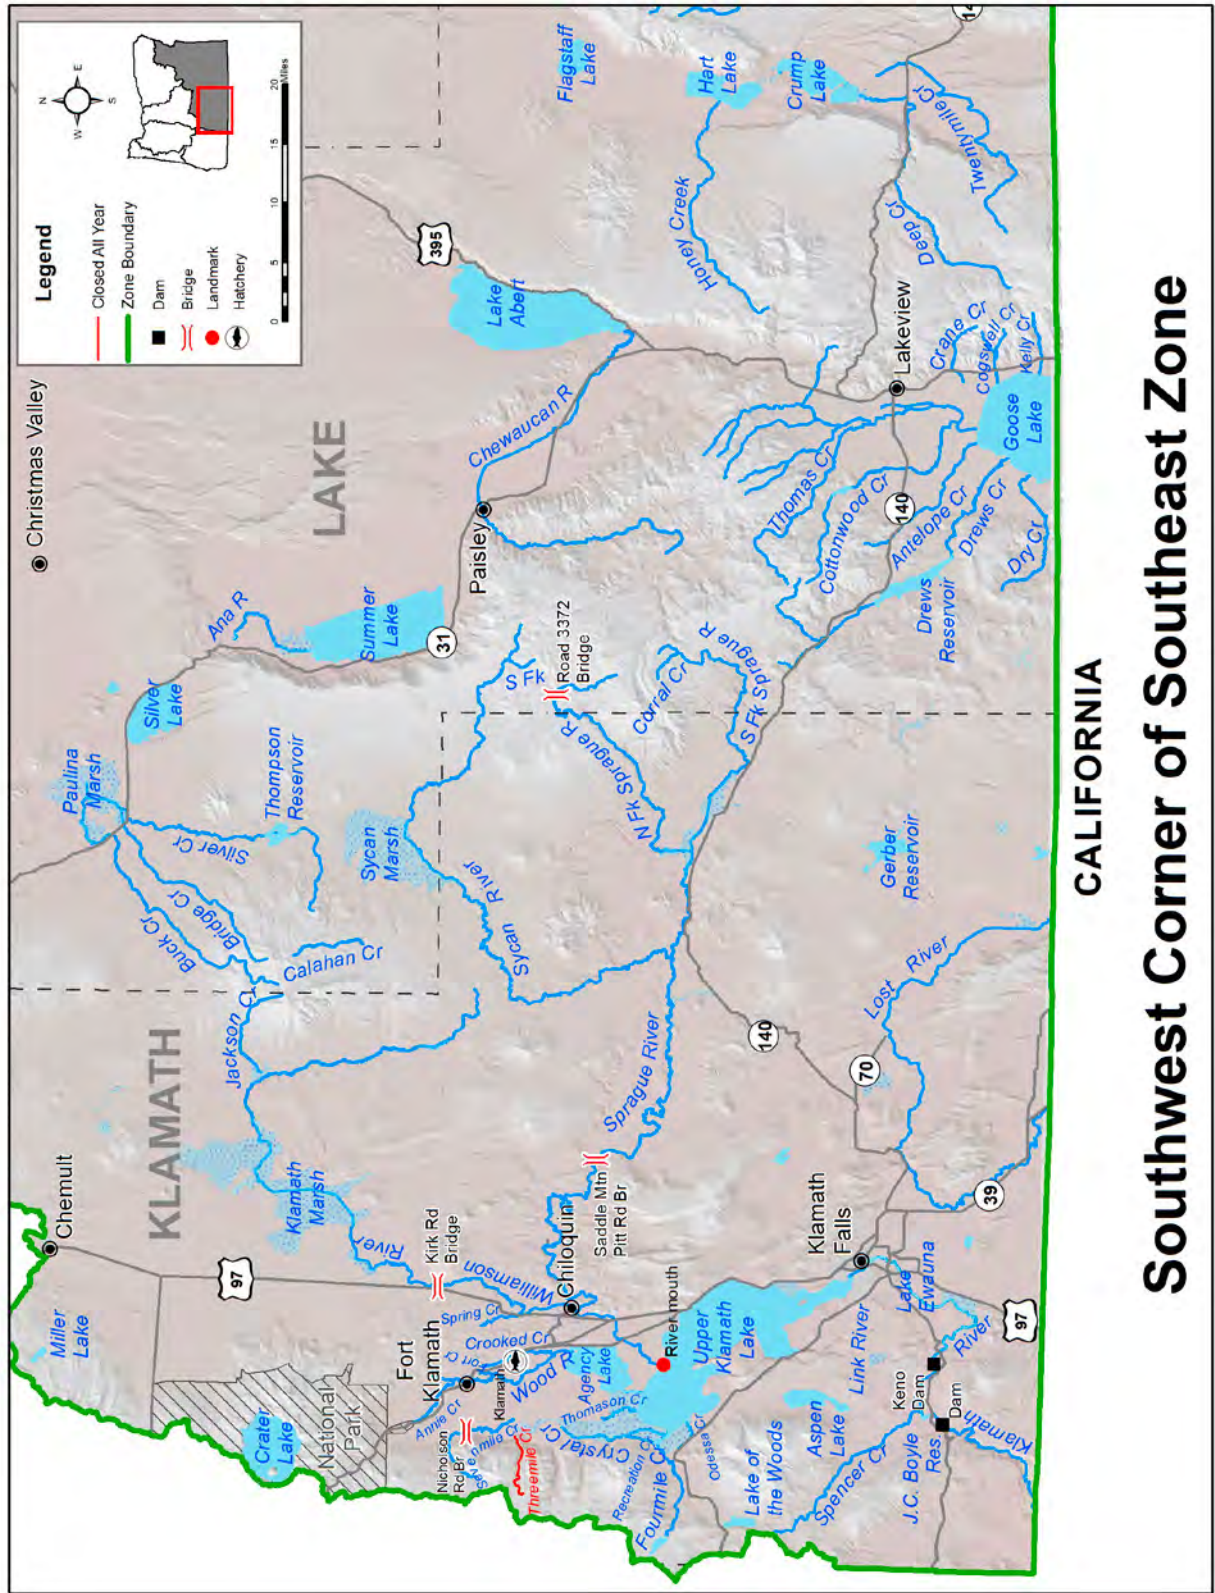 Legend
Closed All Year
Zone Boundary
Dam
Bridge
Landmark
Hatchery
N
W
E
S
0
5
10
15
20
Miles
Chemult
Miller
Lake
Crater
Lake
National
Park
97
KLAMATH
Klamath
Marsh
Jackson Cr
Buck Cr
Bridge Cr
Calahan Cr
Silver Cr
Paulina
Marsh
Thompson
Reservoir
Silver
Lake
Ana R
Summer
Lake
31
LAKE
Christmas Valley
Fort
Klamath
Annie Cr
Fort Cr
Klamath
Nicholson
Rd Br
Sevenmile Cr
Threemile Cr
Crooked Cr
Spring Cr
Wood R
Kirk Rd
Bridge
River
Williamson
Chiloquin
Saddle Mtn
Pitt Rd Br
Sprague River
Sycan
River
Sycan
Marsh
S Fk
Road 3372
Bridge
N Fk Sprague R
Corral Cr
S Fk Sprague R
Paisley
Chewaucan R
Lake
Abert
395
Flagstaff
Lake
Hart
Lake
Crump
Lake
Honey Creek
Agency
Lake
Thomason Cr
Crystal Cr
Recreation Cr
Fourmile Cr
River mouth
Upper
Klamath
Lake
Odessa Cr
Lake of
the Woods
Aspen
Lake
Spencer Cr
J.C. Boyle
Res
Dam
Keno
Dam
Link River
Lake
Ewauna
Klamath
River
97
Klamath
Falls
39
70
140
Lost
River
Gerber
Reservoir
Drews
Reservoir
Thomas Cr
Cottonwood Cr
140
Antelope Cr
Drews Cr
Dry Cr
Goose
Lake
Lakeview
Crane Cr
Cogswell Cr
Kelly Cr
Deep Cr
Twentymile Cr
CALIFORNIA
Southwest Corner of Southeast Zone